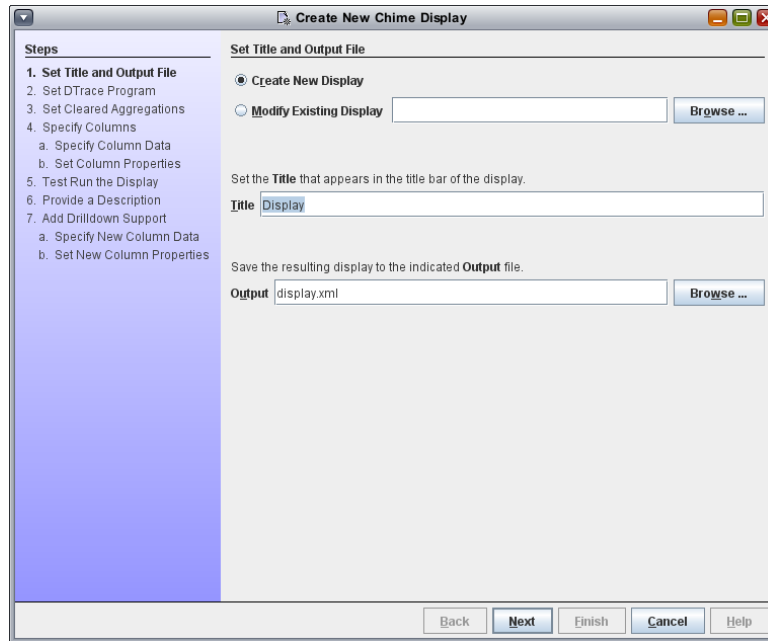 Create New Chime Display
Steps
1. Set Title and Output File
2. Set DTrace Program
3. Set Cleared Aggregations
4. Specify Columns
a. Specify Column Data
b. Set Column Properties
5. Test Run the Display
6. Provide a Description
7. Add Drilldown Support
a. Specify New Column Data
b. Set New Column Properties
Set Title and Output File
Create New Display
Modify Existing Display Browse ...
Set the Title that appears in the title bar of the display.
Title Display
Save the resulting display to the indicated Output file.
Output display.xml Browse ...
Back Next Finish Cancel Help